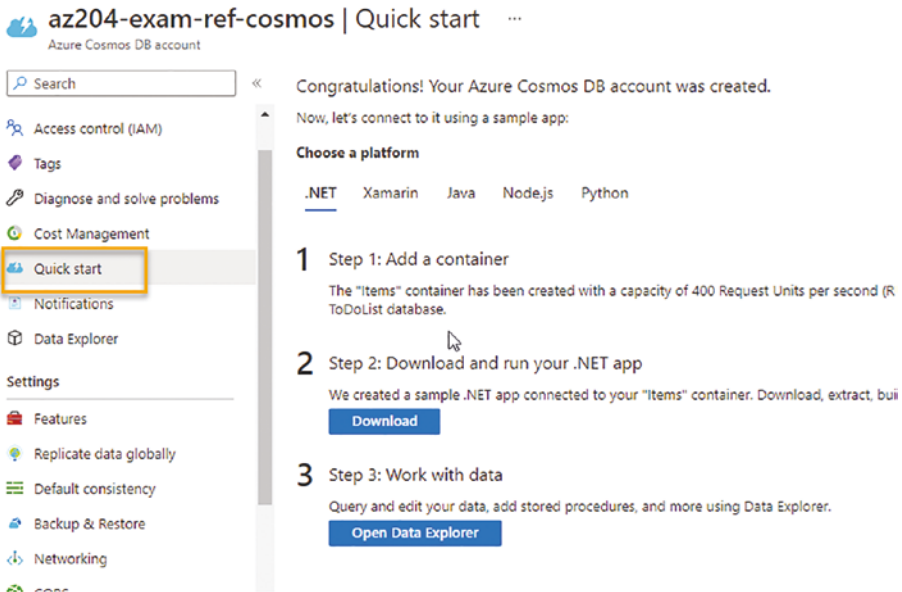 az204-exam-ref-cosmos | Quick start ...
Azure Cosmos DB account
Search
«
Access control (IAM)
Tags
Diagnose and solve problems
Cost Management
Quick start
Notifications
Data Explorer
Settings
Features
Replicate data globally
Default consistency
Backup & Restore
Networking
Congratulations! Your Azure Cosmos DB account was created.
Now, let's connect to it using a sample app:
Choose a platform
.NET Xamarin Java Node.js Python
1 Step 1: Add a container
The "Items" container has been created with a capacity of 400 Request Units per second (R
ToDoList database.
2 Step 2: Download and run your .NET app
We created a sample .NET app connected to your "Items" container. Download, extract, bui
Download
3 Step 3: Work with data
Query and edit your data, add stored procedures, and more using Data Explorer.
Open Data Explorer